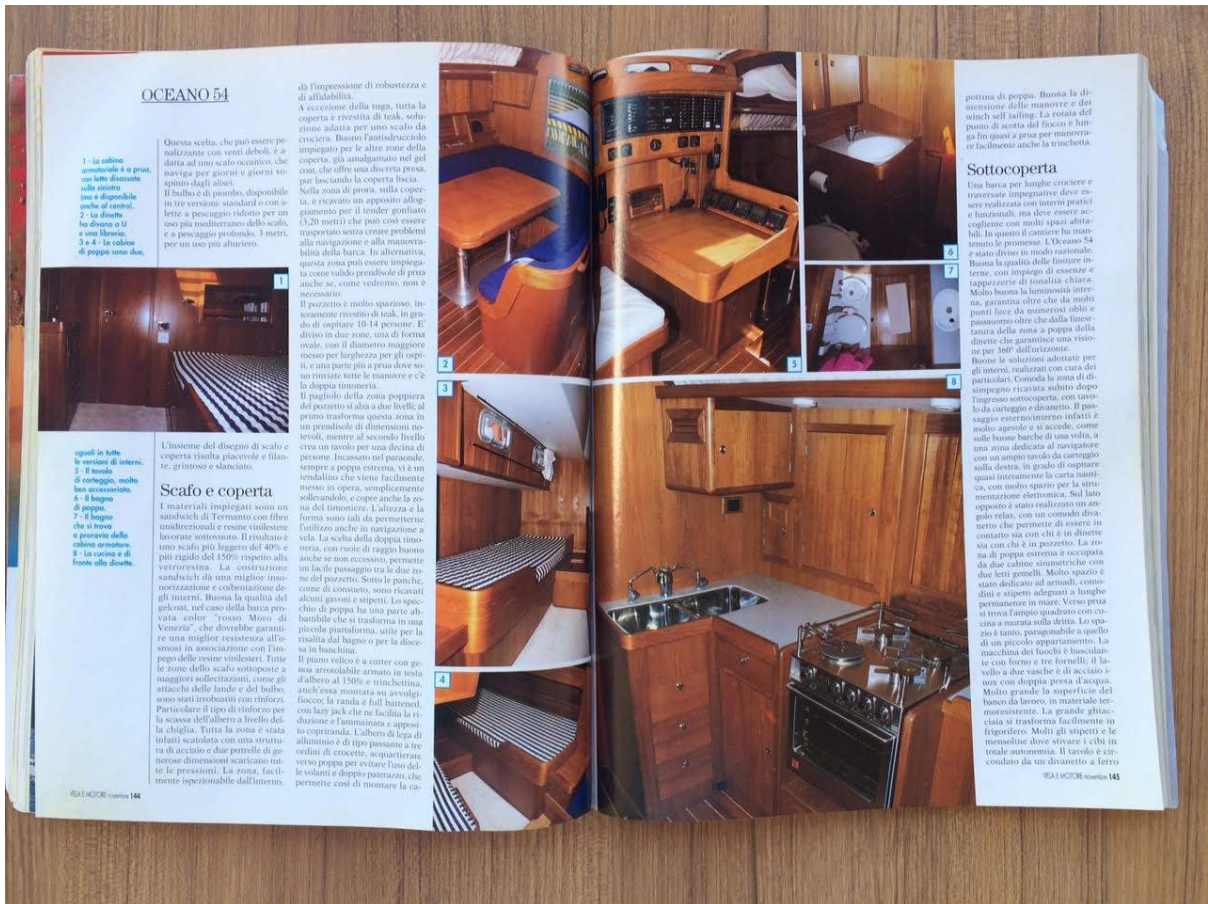 OCEANO 54
1 - La cabina
armatoriale è a prua,
con letto disassato
sulla sinistra
(ma è disponibile
anche al centro).
2 - La dinette
ha divano a U
e una libreria.
3 e 4 - Le cabine
di poppa sono due,
uguali in tutte
le versioni di interni.
5 - Il tavolo
di carteggio, molto
ben accessoriato.
6 - Il bagno
di poppa.
7 - Il bagno
che si trova
a proravia della
cabina armatore.
8 - La cucina è di
fronte alla dinette.
Questa scelta, che può essere pe-
nalizzante con venti deboli, è a-
datta ad uno scafo oceanico, che
naviga per giorni e giorni so-
spinto dagli alisei.
Il bulbo è di piombo, disponibile
in tre versioni: standard o con a-
lette a pescaggio ridotto per un
uso più mediterraneo dello scafo,
e a pescaggio profondo, 3 metri,
per un uso più alturiero.
1
L'insieme del disegno di scafo e
coperta risulta piacevole e filan-
te, grintoso e slanciato.
Scafo e coperta
I materiali impiegati sono un
sandwich di Termanto con fibre
unidirezionali e resine vinilestere
lavorate sottovuoto. Il risultato è
uno scafo più leggero del 40% e
più rigido del 150% rispetto alla
vetroresina. La costruzione
sandwich dà una miglior inso-
norizzazione e coibentazione de-
gli interni. Buona la qualità del
gelcoat, nel caso della barca pro-
vata color "rosso Moro di
Venezia", che dovrebbe garanti-
re una miglior resistenza all'o-
smosi in associazione con l'im-
pego delle resine vinilesteri. Tutte
le zone dello scafo sottoposte a
maggiori sollecitazioni, come gli
attacchi delle lande e del bulbo,
sono stati irrobustiti con rinforzi.
Particolare il tipo di rinforzo per
la scassa dell'albero a livello del-
la chiglia. Tutta la zona è stata
infatti scatolata con una struttu-
ra di acciaio e due putrelle di ge-
nerose dimensioni scaricano tut-
te le pressioni. La zona, facil-
mente ispezionabile dall'interno,
dà l'impressione di robustezza e
di affidabilità.
A eccezione della tuga, tutta la
coperta è rivestita di teak, solu-
zione adatta per uno scafo da
crociera. Buono l'antisdrucciolo
impiegato per le altre zone della
coperta, già amalgamato nel gel
coat, che offre una discreta presa,
pur lasciando la coperta liscia.
Nella zona di prora, sulla coper-
ta, è ricavato un apposito allog-
giamento per il tender gonfiato
(3,20 metri) che può così essere
trasportato senza creare problemi
alla navigazione e alla manovra-
bilità della barca. In alternativa,
questa zona può essere impiega-
ta come valido prendisole di prua
anche se, come vedremo, non è
necessario.
Il pozzetto è molto spazioso, in-
teramente rivestito di teak, in gra-
do di ospitare 10-14 persone. E'
diviso in due zone, una di forma
ovale, con il diametro maggiore
messo per larghezza per gli ospi-
ti, e una parte più a prua dove so-
no rinviate tutte le manovre e c'è
la doppia timoneria.
Il pagliolo della zona poppiera
del pozzetto si alza a due livelli; al
primo trasforma questa zona in
un prendisole di dimensioni no-
tevoli, mentre al secondo livello
crea un tavolo per una decina di
persone. Incassato nel paraonde,
sempre a poppa estrema, vi è un
tendalino che viene facilmente
messo in opera, semplicemente
sollevandolo, e copre anche la zo-
na del timoniere. L'altezza e la
forma sono tali da permetterne
l'utilizzo anche in navigazione a
vela. La scelta della doppia timo-
neria, con ruote di raggio buono
anche se non eccessivo, permette
un facile passaggio tra le due zo-
ne del pozzetto. Sotto le panche,
come di consueto, sono ricavati
alcuni gavoni e stipetti. Lo spec-
chio di poppa ha una parte ab-
battibile che si trasforma in una
piccola piattaforma, utile per la
risalita dal bagno o per la disce-
sa in banchina.
Il piano velico è a cutter con ge-
noa arrotolabile armato in testa
d'albero al 150% e trinchettina,
anch'essa montata su avvolgi-
fiocco; la randa è full battened,
con lazy jack che ne facilita la ri-
duzione e l'ammainata e apposi-
to copriranda. L'albero di lega di
alluminio è di tipo passante a tre
ordini di crocette, acquartierate
verso poppa per evitare l'uso del-
le volanti e doppio paterazzo, che
permette così di montare la ca-
VELA E MOTORE novembre 144
2
3
4
5
6
7
8
pottina di poppa. Buona la di-
mensione delle manovre e dei
winch self tailing. La rotaia del
punto di scotta del fiocco è lun-
ga fin quasi a prua per manovra-
re facilmente anche la trinchetta.
Sottocoperta
Una barca per lunghe crociere e
traversate impegnative deve es-
sere realizzata con interni pratici
e funzionali, ma deve essere ac-
cogliente con molti spazi abita-
bili. In questo il cantiere ha man-
tenuto le promesse. L'Oceano 54
è stato diviso in modo razionale.
Buona la qualità delle finiture in-
terne, con impiego di essenze e
tappezzerie di tonalità chiara.
Molto buona la luminosità inter-
na, garantita oltre che da molti
punti luce da numerosi oblo e
passauomo oltre che dalla fines-
tratura della zona a poppa della
dinette che garantisce una visio-
ne per 360° dell'orizzonte.
Buone le soluzioni adottate per
gli interni, realizzati con cura dei
particolari. Comoda la zona di di-
simpegno ricavata subito dopo
l'ingresso sottocoperta, con tavo-
lo da carteggio e divanetto. Il pas-
saggio esterno/interno infatti è
molto agevole e si accede, come
sulle buone barche di una volta, a
una zona dedicata al navigatore
con un ampio tavolo da carteggio
sulla destra, in grado di ospitare
quasi interamente la carta nauti-
ca, con molto spazio per la stru-
mentazione elettronica. Sul lato
opposto è stato realizzato un an-
golo relax, con un comodo diva-
netto che permette di essere in
contatto sia con chi è in dinette
sia con chi è in pozzetto. La zo-
na di poppa estrema è occupata
da due cabine simmetriche con
due letti gemelli. Molto spazio è
stato dedicato ad armadi, como-
dini e stipetti adeguati a lunghe
permanenze in mare. Verso prua
si trova l'ampio quadrato con cu-
cina a murata sulla dritta. Lo spa-
zio è tanto, paragonabile a quello
di un piccolo appartamento. La
macchina dei fuochi è basculan-
te con forno e tre fornelli; il la-
vello a due vasche è di acciaio i-
nox con doppia presa d'acqua.
Molto grande la superficie del
banco da lavoro, in materiale ter-
moresistente. La grande ghiac-
ciaia si trasforma facilmente in
frigorifero. Molti gli stipetti e le
mensoline dove stivare i cibi in
totale autonomia. Il tavolo è cir-
condato da un divanetto a ferro
VELA E MOTORE novembre 145